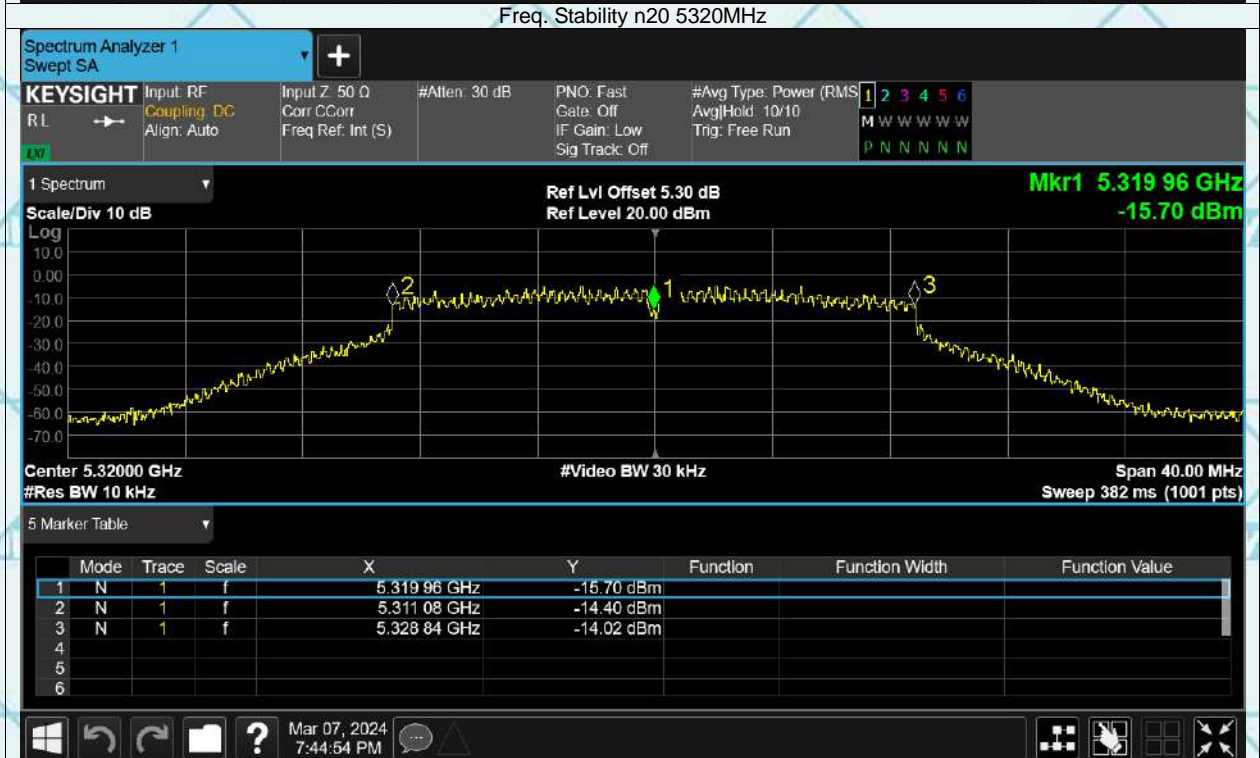 Freq. Stability n20 5320MHz
Spectrum Analyzer 1
Swept SA
+
KEYSIGHT
RL
LXI
Input: RF
Coupling: DC
Align: Auto
Input Z: 50 Ω
Corr CCorr
Freq Ref: Int (S)
#Atten: 30 dB
PNO: Fast
Gate: Off
IF Gain: Low
Sig Track: Off
#Avg Type: Power (RMS
Avg|Hold: 10/10
Trig: Free Run
1 2 3 4 5 6
M W W W W W
P N N N N N
1 Spectrum
Scale/Div 10 dB
Ref Lvl Offset 5.30 dB
Ref Level 20.00 dBm
Mkr1 5.319 96 GHz
-15.70 dBm
Log
10.0
0.00
-10.0
-20.0
-30.0
-40.0
-50.0
-60.0
-70.0
2
1
3
Center 5.32000 GHz
#Res BW 10 kHz
#Video BW 30 kHz
Span 40.00 MHz
Sweep 382 ms (1001 pts)
5 Marker Table
Mode Trace Scale X Y Function Function Width Function Value
1 N 1 f 5.319 96 GHz -15.70 dBm
2 N 1 f 5.311 08 GHz -14.40 dBm
3 N 1 f 5.328 84 GHz -14.02 dBm
4
5
6
?
Mar 07, 2024
7:44:54 PM